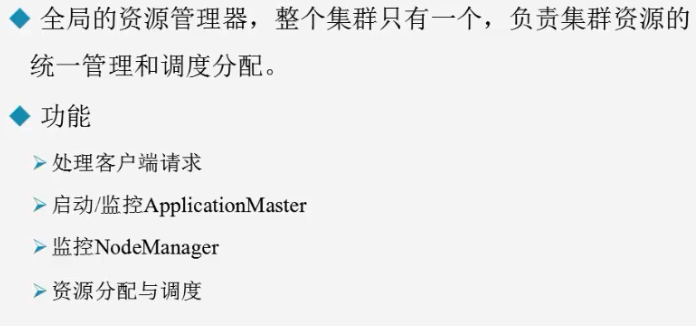 全局的资源管理器，整个集群只有一个，负责集群资源的
统一管理和调度分配。
功能
处理客户端请求
启动/监控ApplicationMaster
监控NodeManager
资源分配与调度